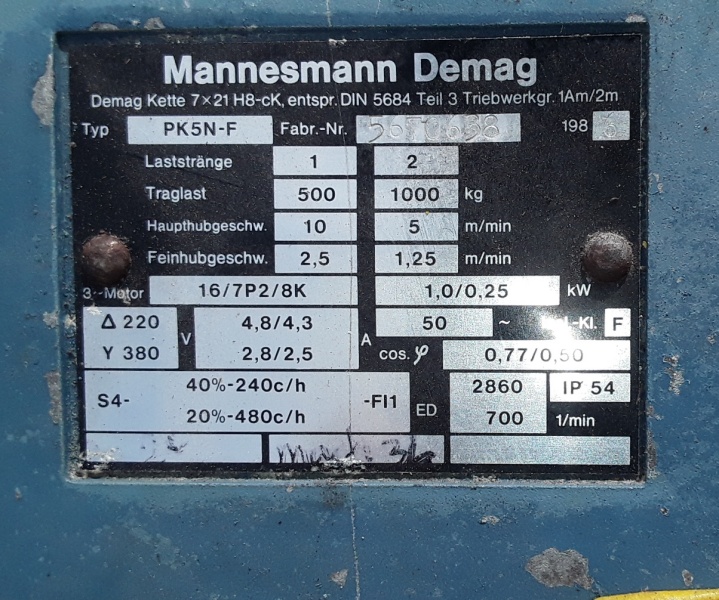 Mannesmann Demag
Demag Kette 7×21 H8-cK, entspr. DIN 5684 Teil 3 Triebwerkgr. 1Am/2m
Typ PK5N-F Fabr.-Nr. 198 6
Laststränge 1 2
Traglast 500 1000 kg
Haupthubgeschw. 10 5 m/min
Feinhubgeschw. 2,5 1,25 m/min
3~Motor 16/7P2/8K 1,0/0,25 kW
Δ 220 V 4,8/4,3 A 50 ~ -Kl. F
Y 380 2,8/2,5 cos. φ 0,77/0,50
S4- 40%-240c/h -FI1 ED 2860 IP 54
20%-480c/h 700 1/min